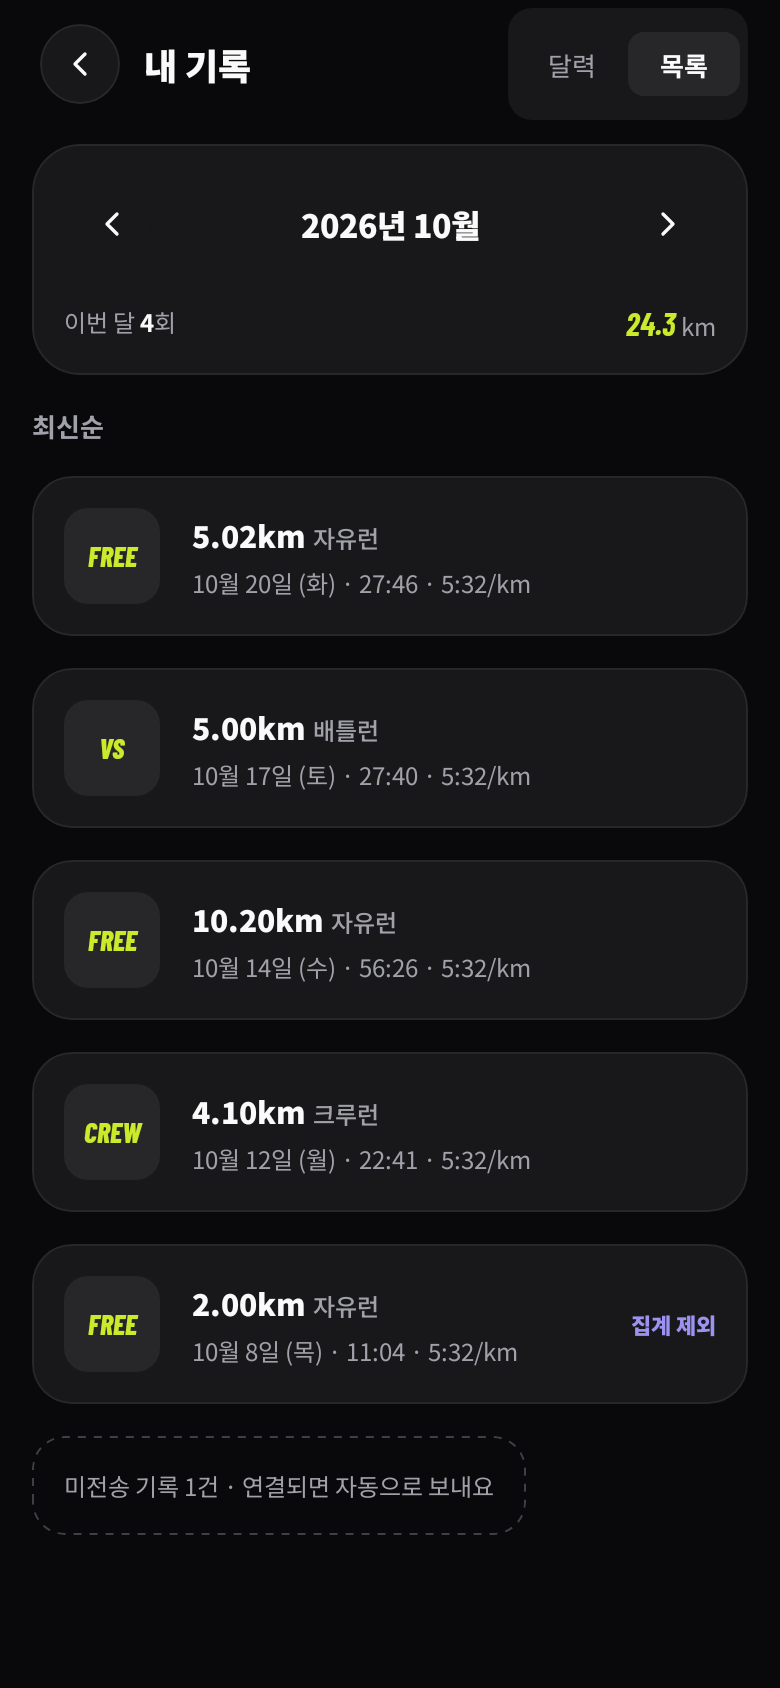 내 기록
달력 목록
2026년 10월
이번 달 4회 24.3 km
최신순
FREE
5.02km 자유런
10월 20일 (화) · 27:46 · 5:32/km
VS
5.00km 배틀런
10월 17일 (토) · 27:40 · 5:32/km
FREE
10.20km 자유런
10월 14일 (수) · 56:26 · 5:32/km
CREW
4.10km 크루런
10월 12일 (월) · 22:41 · 5:32/km
FREE
2.00km 자유런
10월 8일 (목) · 11:04 · 5:32/km
집계 제외
미전송 기록 1건 · 연결되면 자동으로 보내요